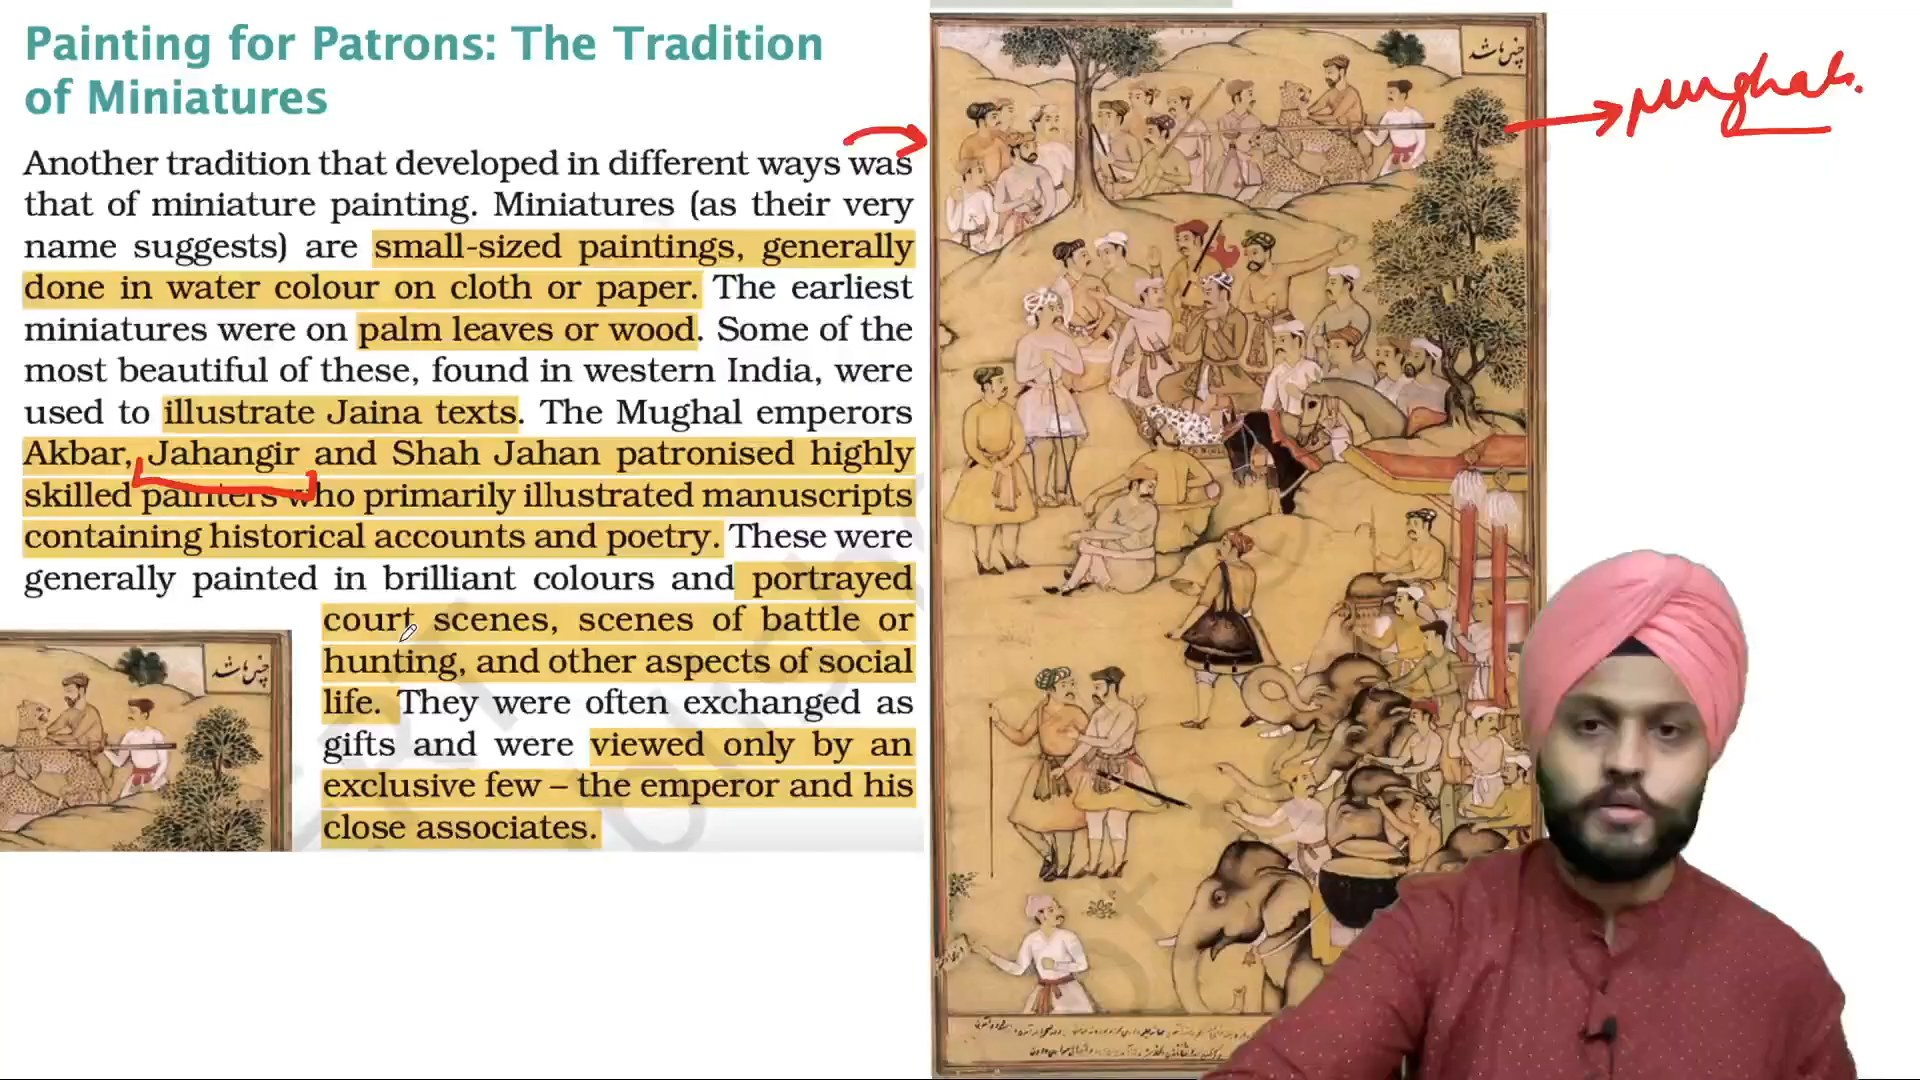 Painting for Patrons: The Tradition
of Miniatures
Another tradition that developed in different ways was
that of miniature painting. Miniatures (as their very
name suggests) are small-sized paintings, generally
done in water colour on cloth or paper. The earliest
miniatures were on palm leaves or wood. Some of the
most beautiful of these, found in western India, were
used to illustrate Jaina texts. The Mughal emperors
Akbar, Jahangir and Shah Jahan patronised highly
skilled painters who primarily illustrated manuscripts
containing historical accounts and poetry. These were
generally painted in brilliant colours and portrayed
court scenes, scenes of battle or
hunting, and other aspects of social
life. They were often exchanged as
gifts and were viewed only by an
exclusive few – the emperor and his
close associates.
Mughals.